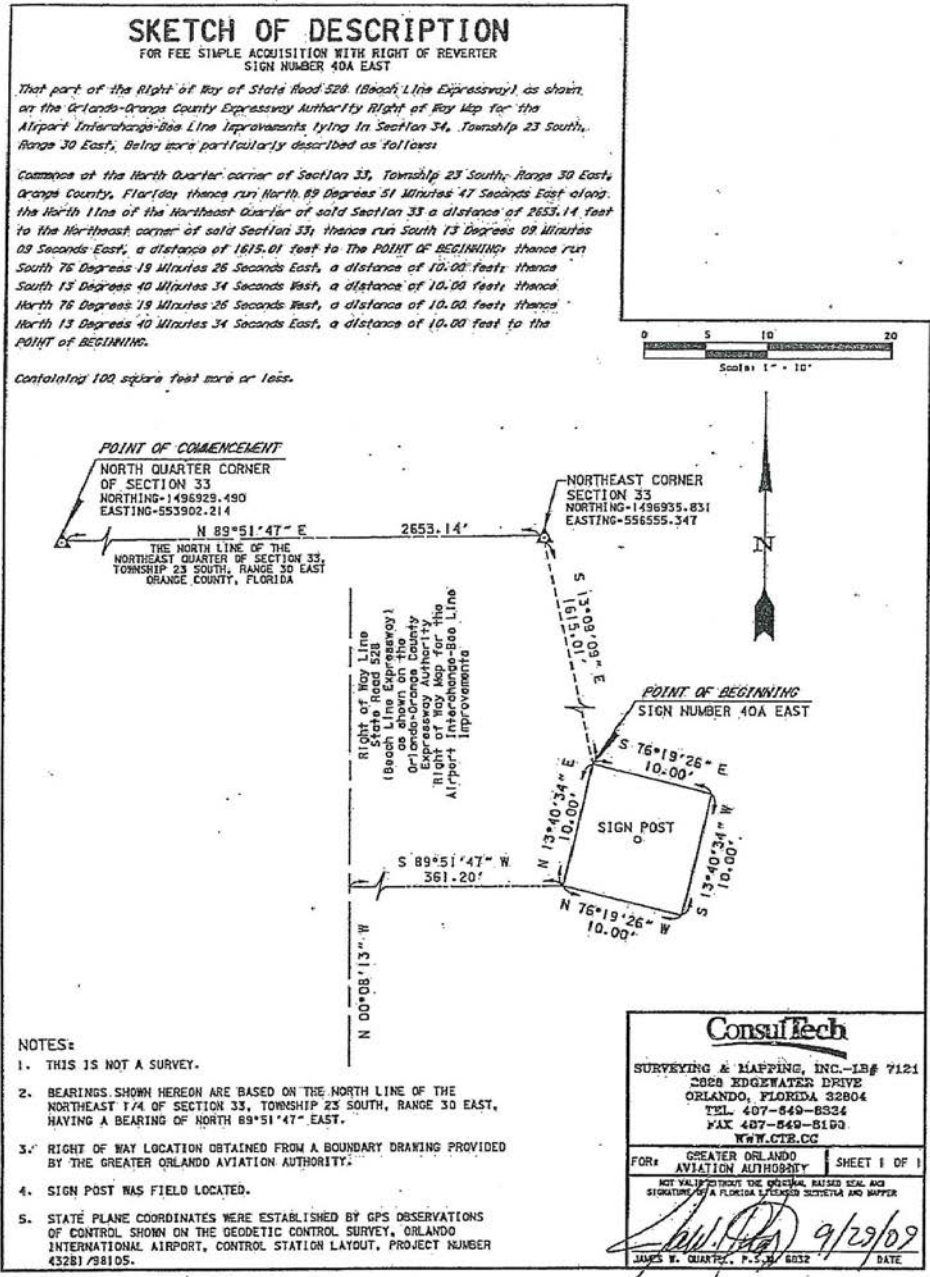 SKETCH OF DESCRIPTION
FOR FEE SIMPLE ACQUISITION WITH RIGHT OF REVERTER
SIGN NUMBER 40A EAST
That part of the Right of Way of State Road 528 (Beach Line Expressway), as shown
on the Orlando-Orange County Expressway Authority Right of Way Map for the
Airport Interchange-Bee Line Improvements lying in Section 34, Township 23 South,
Range 30 East, Being more particularly described as follows:
Commence at the North Quarter corner of Section 33, Township 23 South, Range 30 East,
Orange County, Florida; thence run North 89 Degrees 51 Minutes 47 Seconds East along
the North line of the Northeast Quarter of said Section 33 a distance of 2653.14 feet
to the Northeast corner of said Section 33; thence run South 13 Degrees 09 Minutes
09 Seconds East, a distance of 1615.01 feet to The POINT OF BEGINNING; thence run
South 76 Degrees 19 Minutes 26 Seconds East, a distance of 10.00 feet; thence
South 13 Degrees 40 Minutes 34 Seconds West, a distance of 10.00 feet; thence
North 76 Degrees 19 Minutes 26 Seconds West, a distance of 10.00 feet; thence
North 13 Degrees 40 Minutes 34 Seconds East, a distance of 10.00 feet to the
POINT of BEGINNING.
Containing 100 square feet more or less.
0 5 10 20
Scale: 1" = 10'
POINT OF COMMENCEMENT
NORTH QUARTER CORNER
OF SECTION 33
NORTHING-1496929.490
EASTING-553902.214
NORTHEAST CORNER
SECTION 33
NORTHING-1496935.831
EASTING-556555.347
N 89°51'47" E 2653.14'
THE NORTH LINE OF THE
NORTHEAST QUARTER OF SECTION 33,
TOWNSHIP 23 SOUTH, RANGE 30 EAST
ORANGE COUNTY, FLORIDA
N
S 13°09'09" E
1615.01'
Right of Way Line
State Road 528
(Beach Line Expressway)
as shown on the
Orlando-Orange County
Expressway Authority
Right of Way Map for the
Airport Interchange-Bee Line
Improvements
POINT OF BEGINNING
SIGN NUMBER 40A EAST
S 76°19'26" E
10.00'
N 13°40'34" E
10.00'
SIGN POST
S 13°40'34" W
10.00'
S 89°51'47" W
361.20'
N 76°19'26" W
10.00'
N 00°08'13" W
NOTES:
1. THIS IS NOT A SURVEY.
2. BEARINGS SHOWN HEREON ARE BASED ON THE NORTH LINE OF THE
NORTHEAST 1/4 OF SECTION 33, TOWNSHIP 23 SOUTH, RANGE 30 EAST,
HAVING A BEARING OF NORTH 89°51'47" EAST.
3. RIGHT OF WAY LOCATION OBTAINED FROM A BOUNDARY DRAWING PROVIDED
BY THE GREATER ORLANDO AVIATION AUTHORITY.
4. SIGN POST WAS FIELD LOCATED.
5. STATE PLANE COORDINATES WERE ESTABLISHED BY GPS OBSERVATIONS
OF CONTROL SHOWN ON THE GEODETIC CONTROL SURVEY, ORLANDO
INTERNATIONAL AIRPORT, CONTROL STATION LAYOUT, PROJECT NUMBER
43281/98105.
ConsulTech
SURVEYING & MAPPING, INC.-LB# 7121
2828 EDGEWATER DRIVE
ORLANDO, FLORIDA 32804
TEL. 407-649-8334
FAX 407-649-8190
WWW.CTE.CC
FOR: GREATER ORLANDO
AVIATION AUTHORITY
SHEET 1 OF 1
NOT VALID WITHOUT THE ORIGINAL RAISED SEAL AND
SIGNATURE OF A FLORIDA LICENSED SURVEYOR AND MAPPER
9/29/09
JAMES W. P.S.M. 6032 DATE